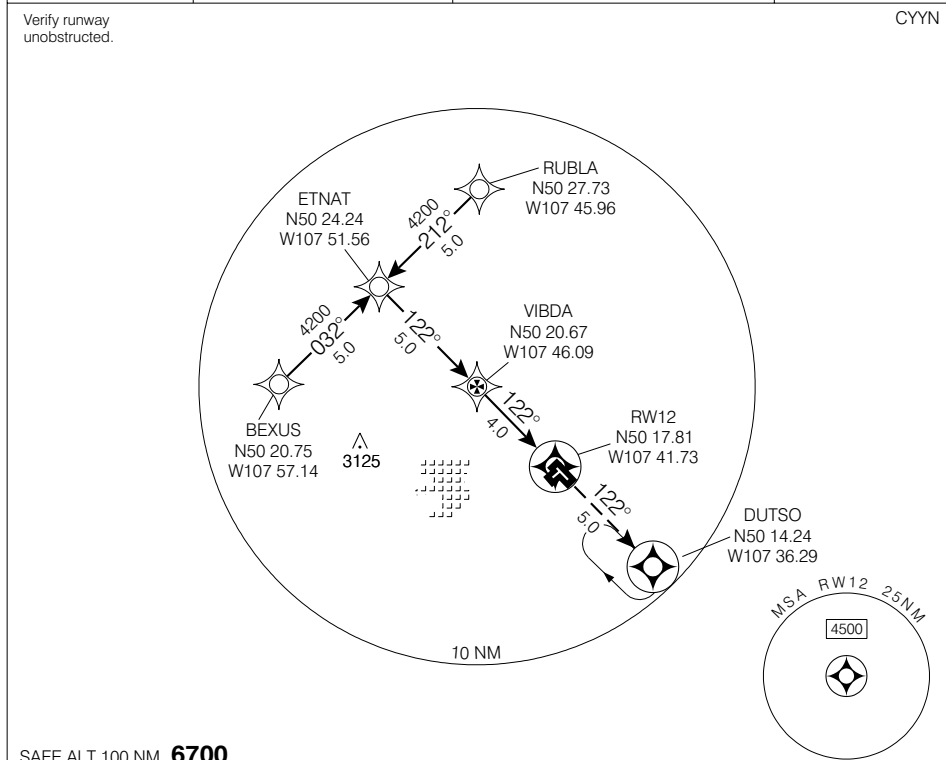 Verify runway
unobstructed.
CYYN
RUBLA
N50 27.73
W107 45.96
ETNAT
N50 24.24
W107 51.56
4200
212°
5.0
4200
032°
5.0
122°
5.0
VIBDA
N50 20.67
W107 46.09
122°
4.0
BEXUS
N50 20.75
W107 57.14
3125
RW12
N50 17.81
W107 41.73
122°
5.0
DUTSO
N50 14.24
W107 36.29
10 NM
MSA RW12 25NM
4500
SAFE ALT 100 NM 6700